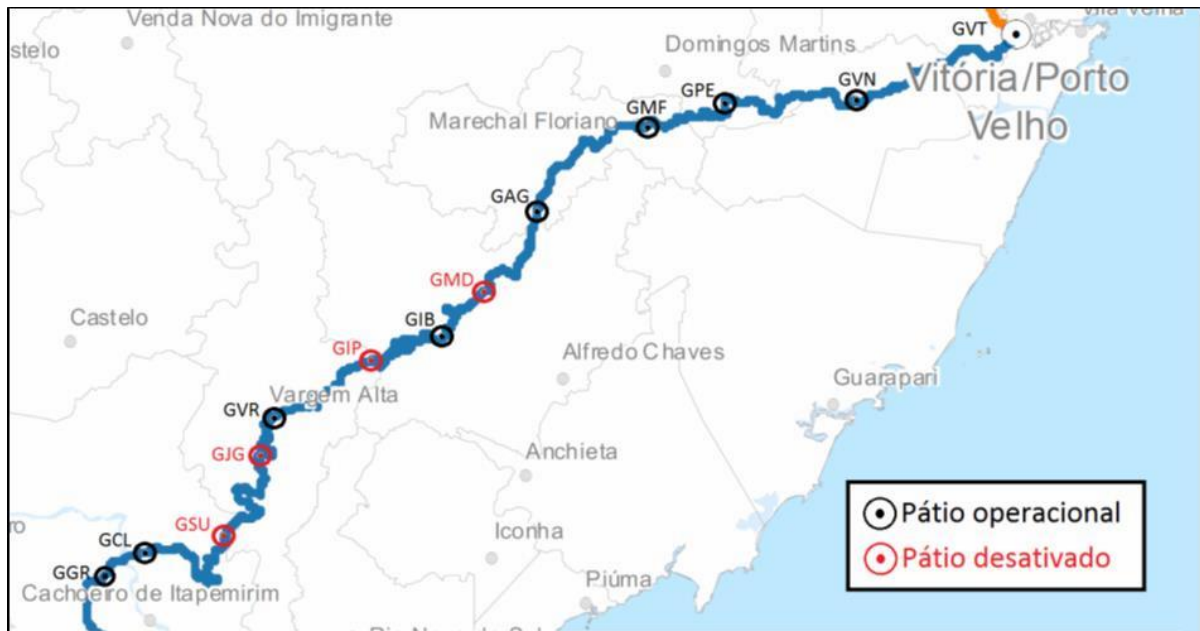 Venda Nova do Imigrante
stelo
Domingos Martins
GVT
Vitória/Porto
Velho
GVN
GPE
GMF
Marechal Floriano
GAG
GMD
GIB
Castelo
GIP
Alfredo Chaves
Guarapari
Vargem Alta
GVR
GJG
Anchieta
GSU
Iconha
GCL
GGR
Cachoeiro de Itapemirim
Piúma
ro
Pátio operacional
Pátio desativado